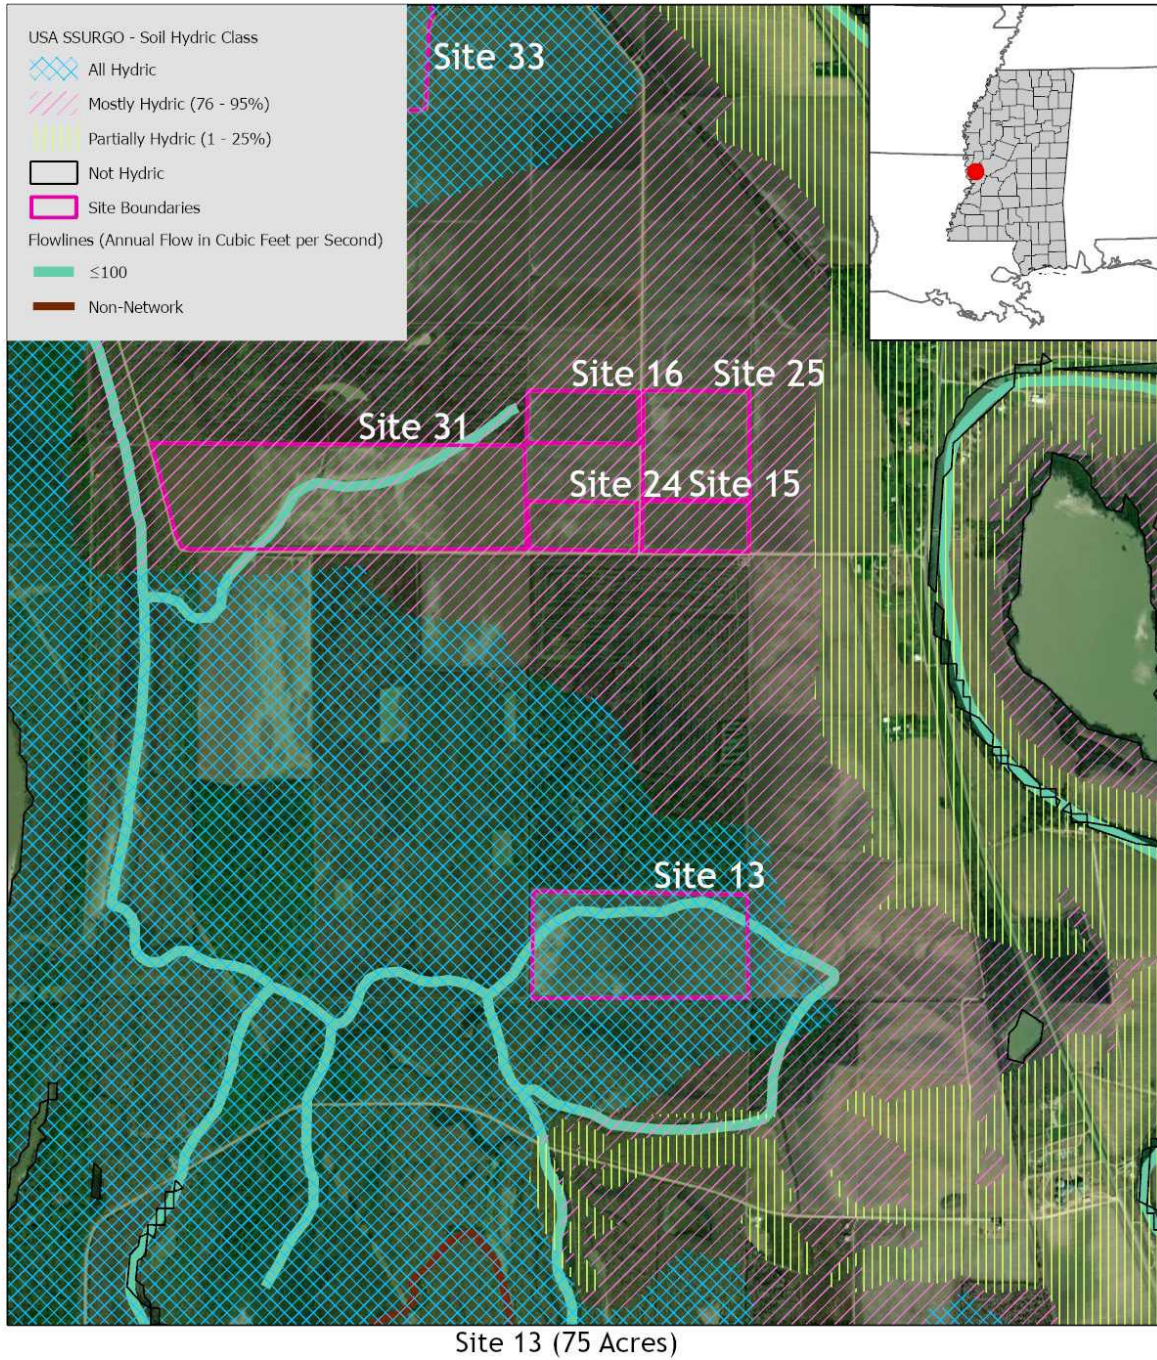 USA SSURGO - Soil Hydric Class
All Hydric
Mostly Hydric (76 - 95%)
Partially Hydric (1 - 25%)
Not Hydric
Site Boundaries
Flowlines (Annual Flow in Cubic Feet per Second)
≤100
Non-Network
Site 33
Site 16
Site 25
Site 31
Site 24
Site 15
Site 13
Site 13 (75 Acres)